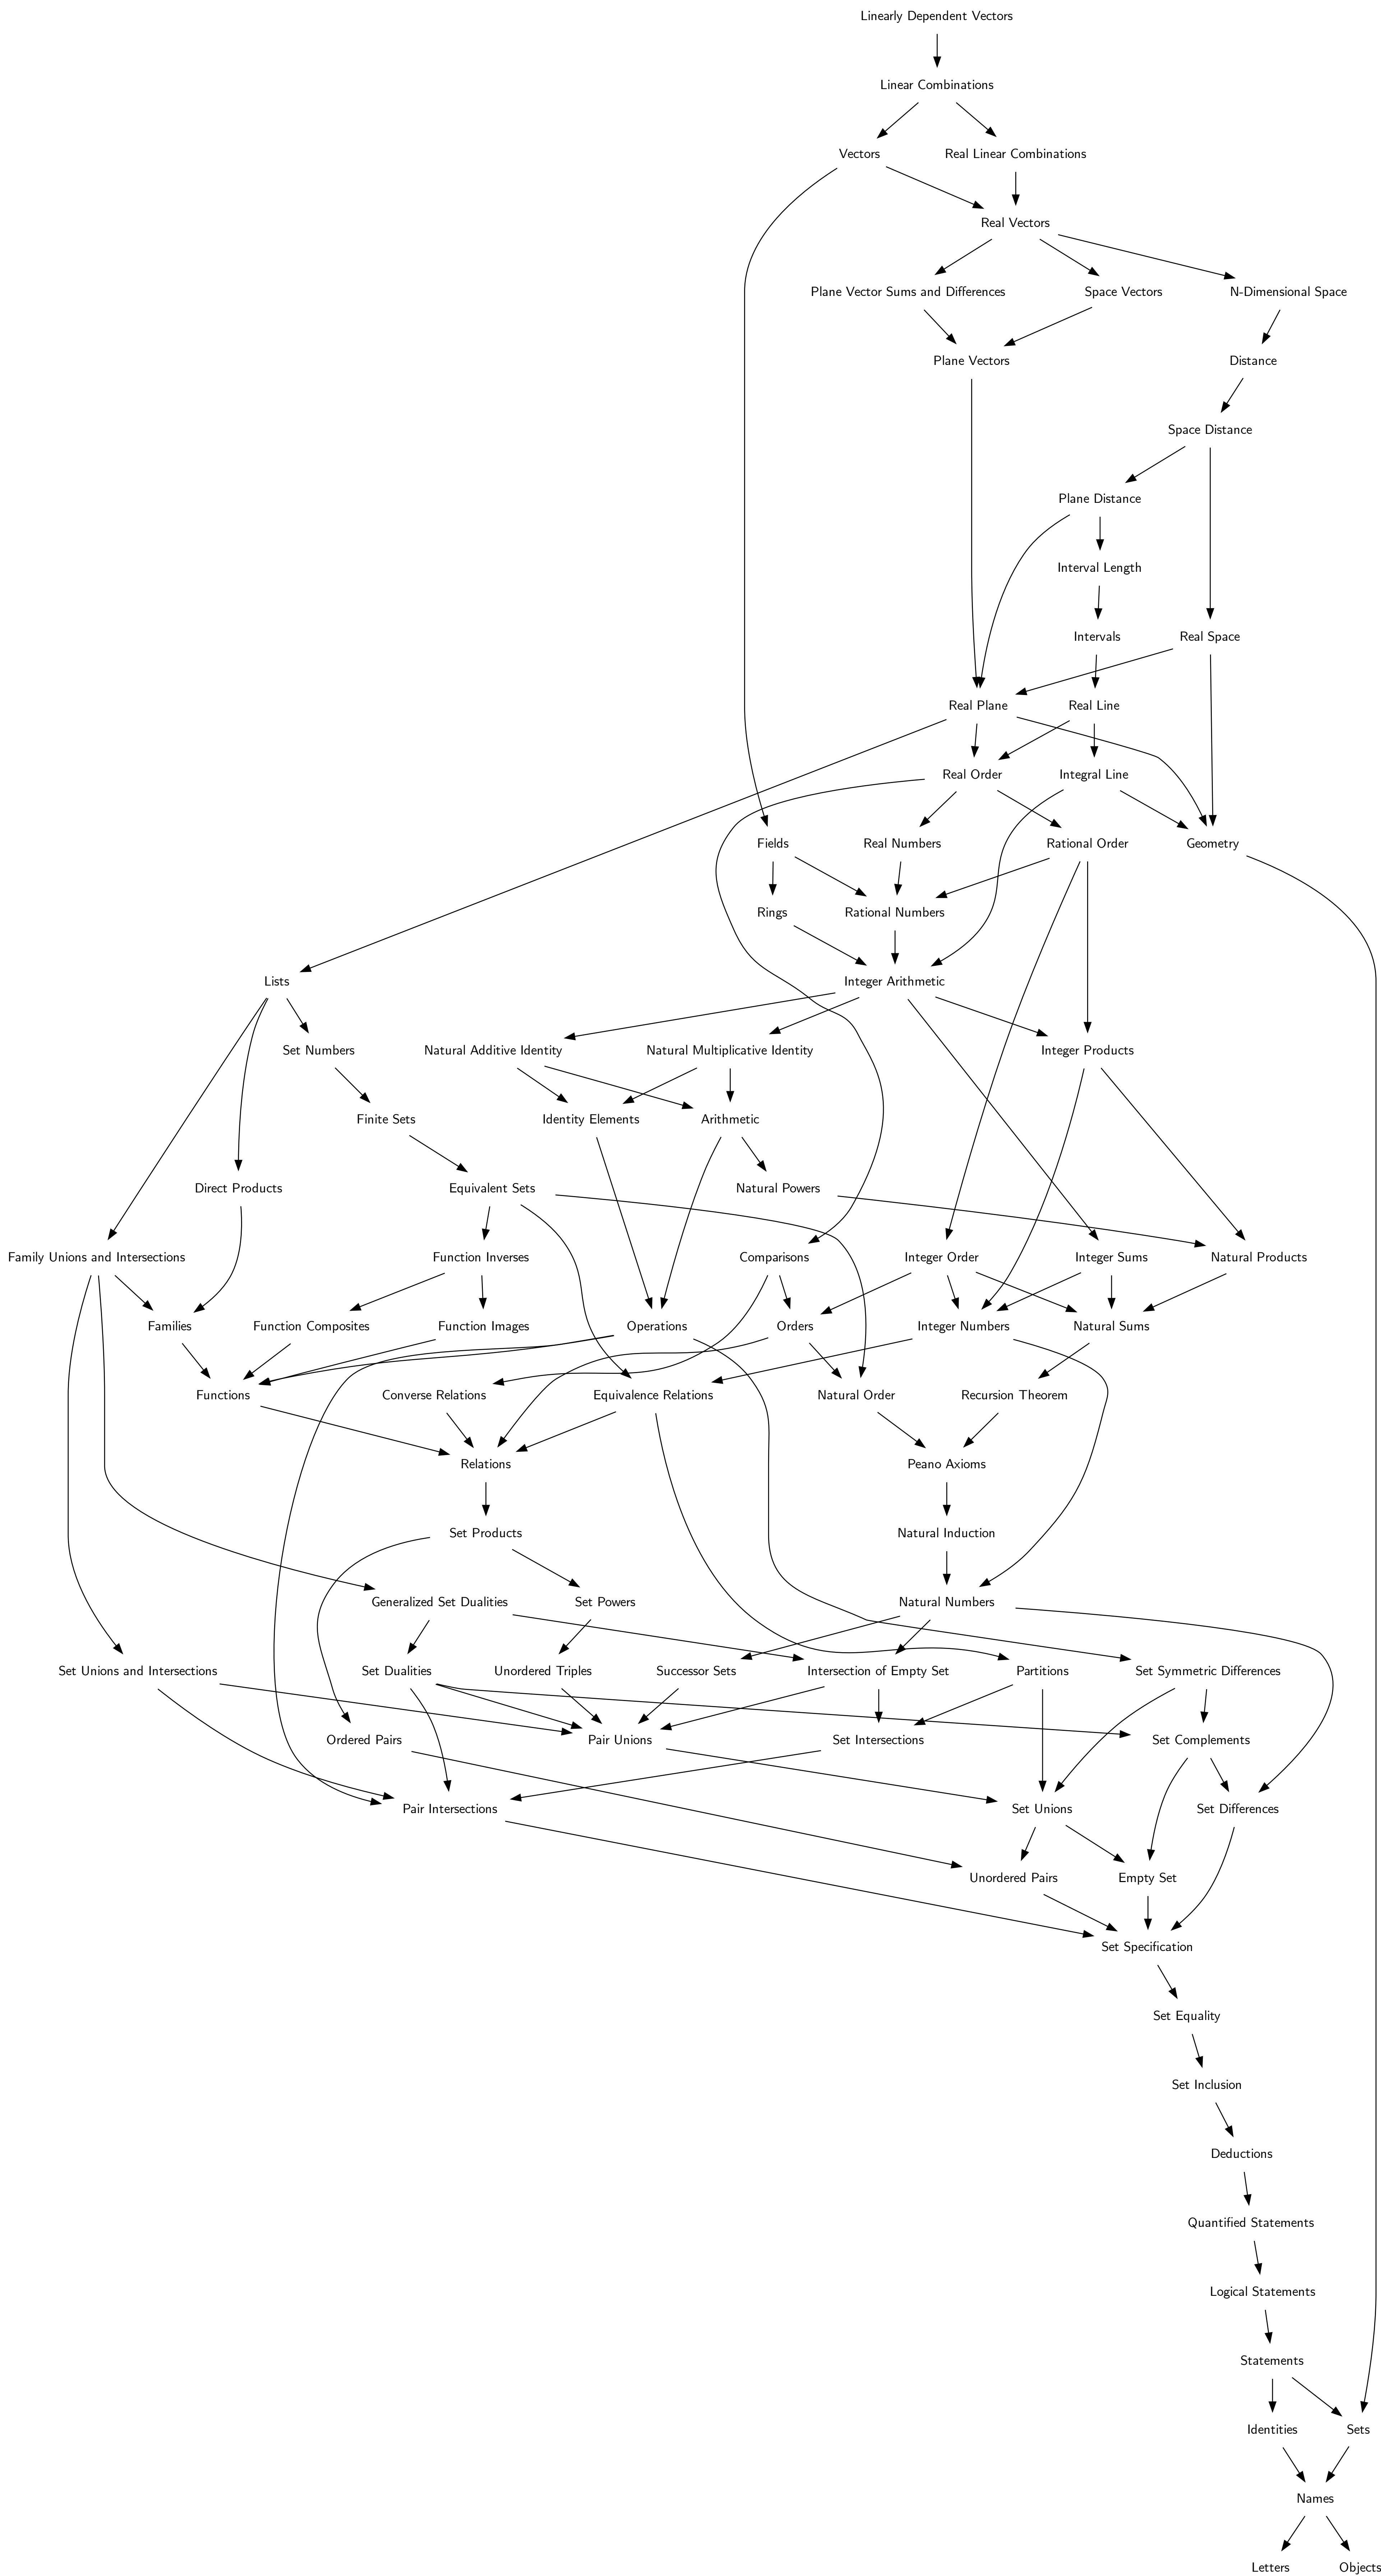 Linearly Dependent Vectors
Linear Combinations
Vectors
Real Linear Combinations
Real Vectors
Plane Vector Sums and Differences
Space Vectors
N-Dimensional Space
Plane Vectors
Distance
Space Distance
Plane Distance
Interval Length
Intervals
Real Space
Real Plane
Real Line
Real Order
Integral Line
Fields
Real Numbers
Rational Order
Geometry
Rings
Rational Numbers
Lists
Integer Arithmetic
Set Numbers
Natural Additive Identity
Natural Multiplicative Identity
Integer Products
Finite Sets
Identity Elements
Arithmetic
Direct Products
Equivalent Sets
Natural Powers
Family Unions and Intersections
Function Inverses
Comparisons
Integer Order
Integer Sums
Natural Products
Families
Function Composites
Function Images
Operations
Orders
Integer Numbers
Natural Sums
Functions
Converse Relations
Equivalence Relations
Natural Order
Recursion Theorem
Relations
Peano Axioms
Set Products
Natural Induction
Generalized Set Dualities
Set Powers
Natural Numbers
Set Unions and Intersections
Set Dualities
Unordered Triples
Successor Sets
Intersection of Empty Set
Partitions
Set Symmetric Differences
Ordered Pairs
Pair Unions
Set Intersections
Set Complements
Pair Intersections
Set Unions
Set Differences
Unordered Pairs
Empty Set
Set Specification
Set Equality
Set Inclusion
Deductions
Quantified Statements
Logical Statements
Statements
Identities
Sets
Names
Letters
Objects